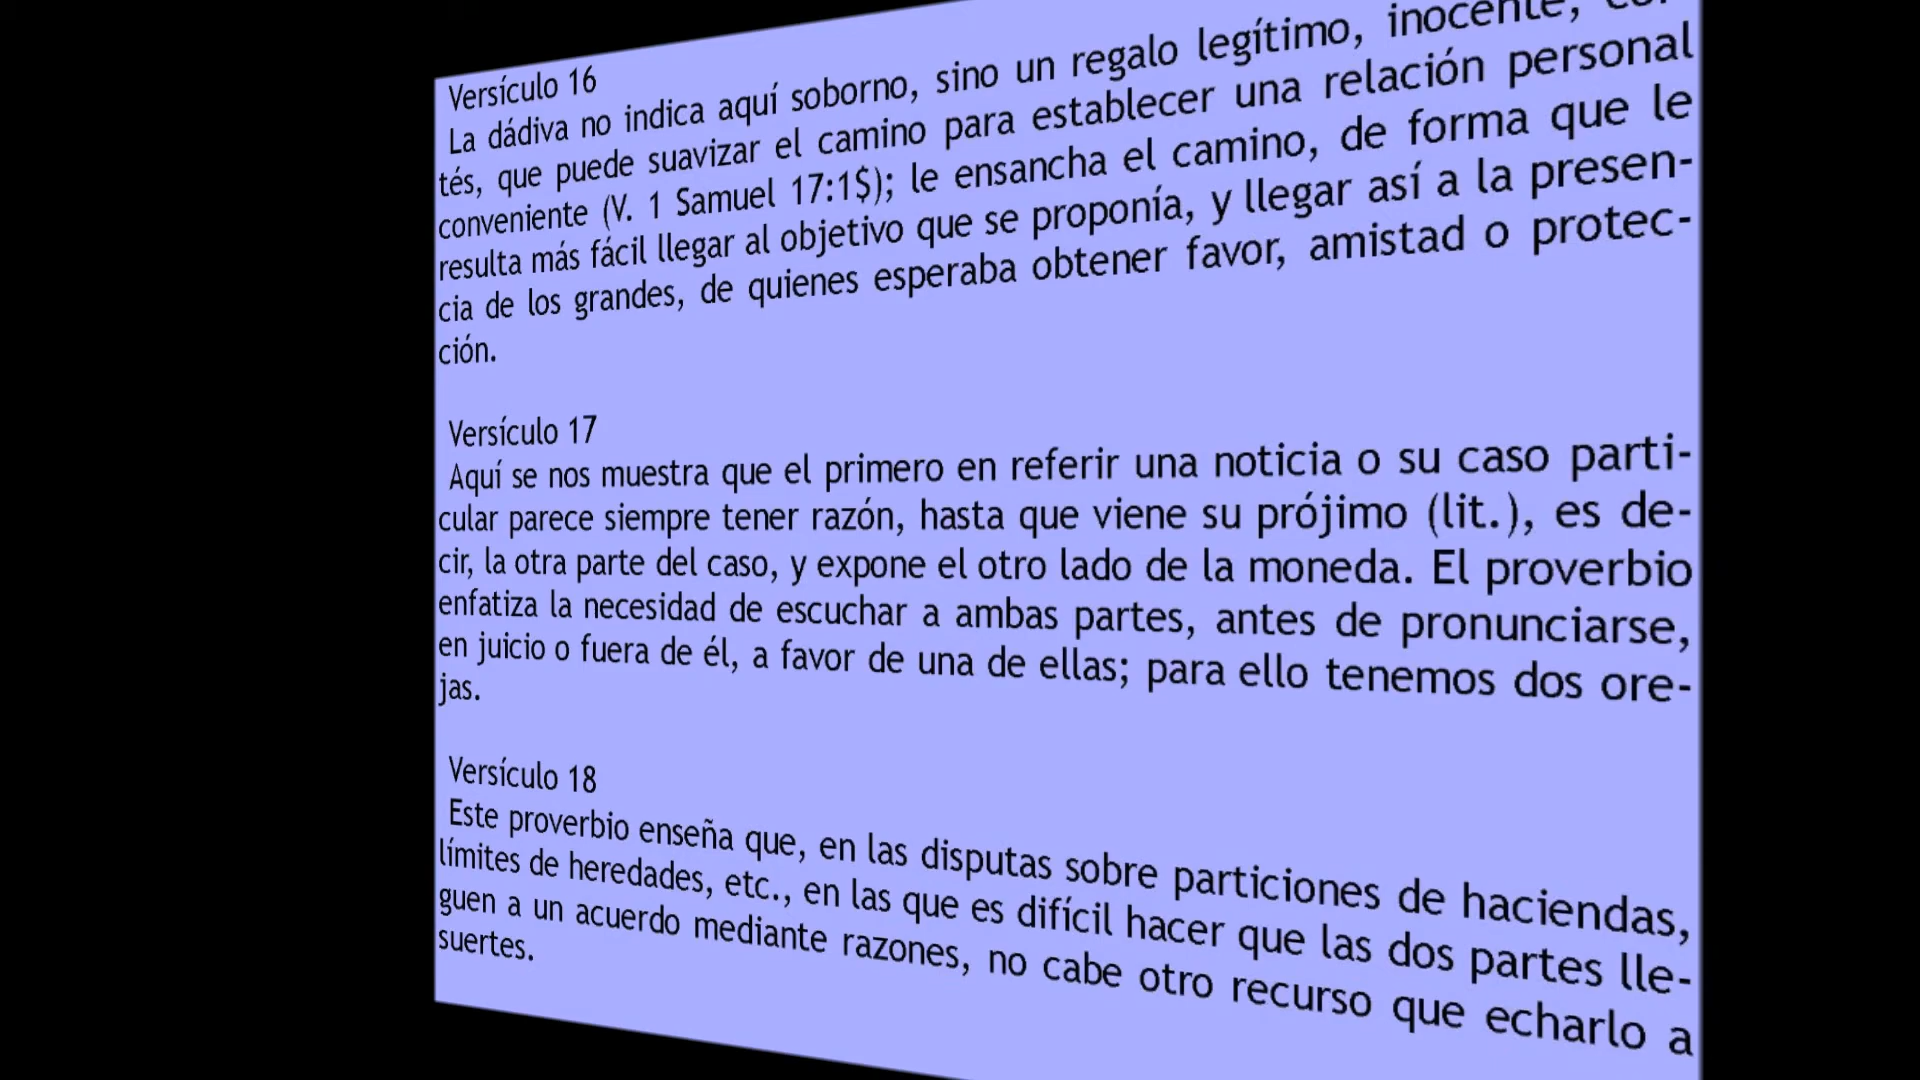 Versículo 16
La dádiva no indica aquí soborno, sino un regalo legítimo, inocente, cor-
tés, que puede suavizar el camino para establecer una relación personal
conveniente (V. 1 Samuel 17:1$); le ensancha el camino, de forma que le
resulta más fácil llegar al objetivo que se proponía, y llegar así a la presen-
cia de los grandes, de quienes esperaba obtener favor, amistad o protec-
ción.
Versículo 17
Aquí se nos muestra que el primero en referir una noticia o su caso parti-
cular parece siempre tener razón, hasta que viene su prójimo (lit.), es de-
cir, la otra parte del caso, y expone el otro lado de la moneda. El proverbio
enfatiza la necesidad de escuchar a ambas partes, antes de pronunciarse,
en juicio o fuera de él, a favor de una de ellas; para ello tenemos dos ore-
jas.
Versículo 18
Este proverbio enseña que, en las disputas sobre particiones de haciendas,
límites de heredades, etc., en las que es difícil hacer que las dos partes lle-
guen a un acuerdo mediante razones, no cabe otro recurso que echarlo a
suertes.